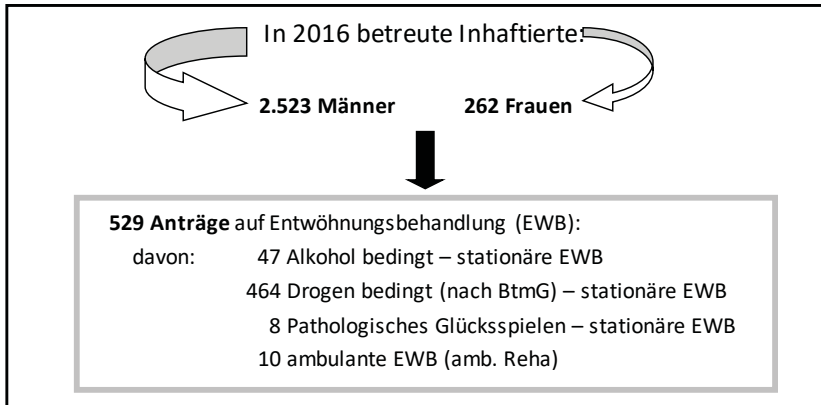 In 2016 betreute Inhaftierte:
2.523 Männer 262 Frauen
529 Anträge auf Entwöhnungsbehandlung (EWB):
davon: 47 Alkohol bedingt – stationäre EWB
464 Drogen bedingt (nach BtmG) – stationäre EWB
8 Pathologisches Glücksspielen – stationäre EWB
10 ambulante EWB (amb. Reha)